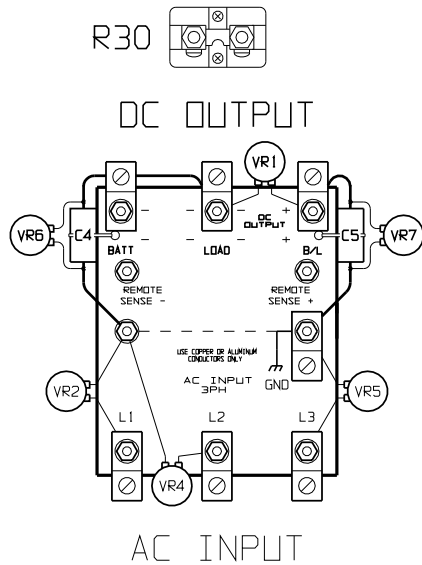 R30
DC OUTPUT
VR1
- - + DC
OUTPUT
VR6 C4 - - + C5 VR7
BATT LOAD B/L
REMOTE
SENSE -
REMOTE
SENSE +
USE COPPER OR ALUMINUM
CONDUCTORS ONLY
AC INPUT
3PH
GND
VR2
VR5
L1 L2 L3
VR4
AC INPUT